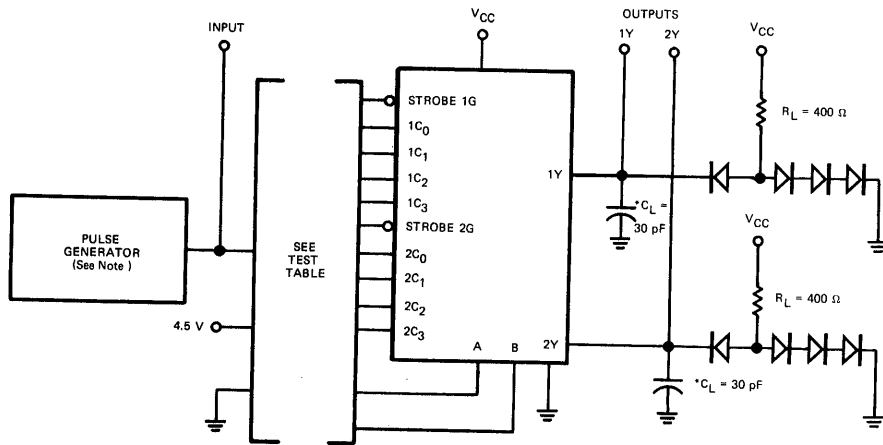 INPUT
VCC
OUTPUTS
1Y 2Y
VCC
STROBE 1G
1C0
1C1
1C2
1C3
STROBE 2G
2C0
2C1
2C2
2C3
A B
1Y
2Y
RL = 400 Ω
*CL =
30 pF
VCC
RL = 400 Ω
*CL = 30 pF
PULSE
GENERATOR
(See Note )
SEE
TEST
TABLE
4.5 V